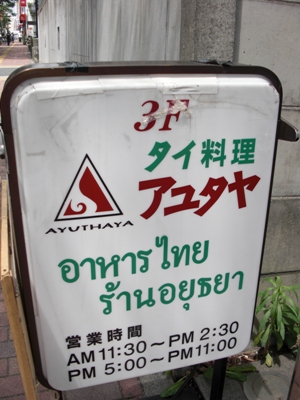 3F
タイ料理
アユタヤ
AYUTHAYA
อาหารไทย
ร้านอยุธยา
営業時間
AM 11:30~PM 2:30
PM 5:00~PM 11:00